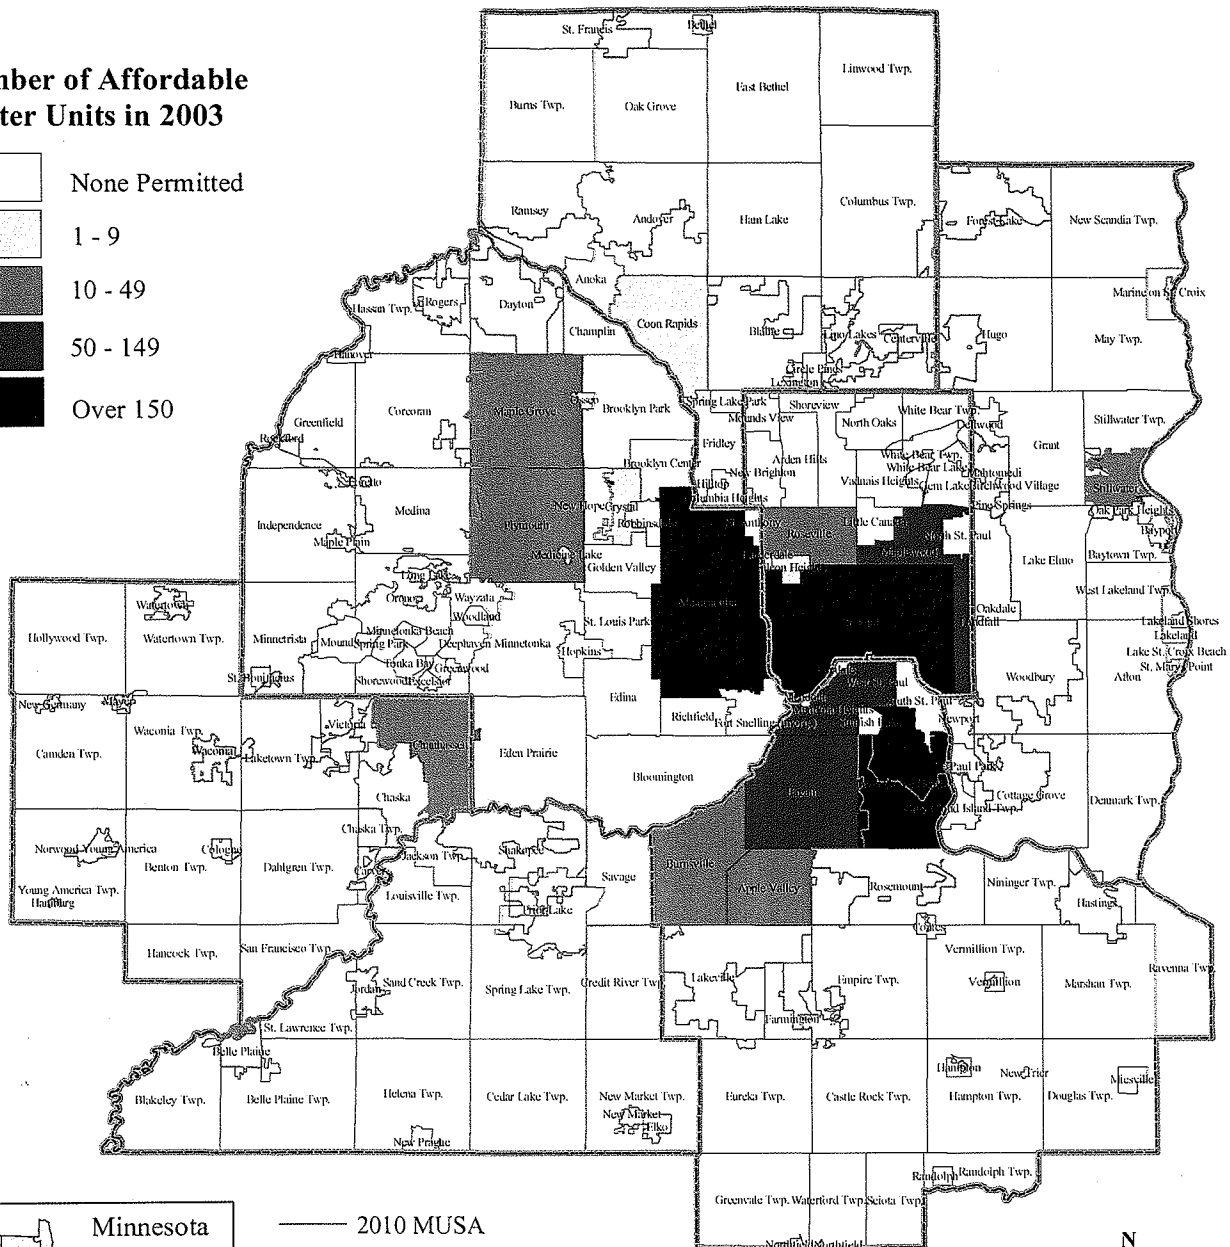 nber of Affordable
ter Units in 2003
None Permitted
1 - 9
10 - 49
50 - 149
Over 150
St. Francis
Bethel
Linwood Twp.
East Bethel
Burns Twp.
Oak Grove
Ramsey
Andover
Ham Lake
Columbus Twp.
Forest Lake
New Scandia Twp.
Anoka
Marine on St. Croix
Hassan Twp.
Rogers
Dayton
Champlin
Coon Rapids
Blaine
Lino Lakes
Centerville
Hugo
May Twp.
Hanover
Circle Pines
Lexington
Greenfield
Corcoran
Maple Grove
Osseo
Brooklyn Park
Spring Lake Park
Mounds View
Shoreview
North Oaks
White Bear Twp.
Dellwood
Stillwater Twp.
Rockford
Fridley
Grant
Brooklyn Center
New Brighton
Arden Hills
White Bear Twp.
White Bear Lake
Mahtomedi
Loretto
Hilltop
Vadnais Heights
Gem Lake
Birchwood Village
Stillwater
Columbia Heights
Independence
Medina
Plymouth
New Hope
Crystal
Robbinsdale
St. Anthony
Roseville
Little Canada
North St. Paul
Pine Springs
Oak Park Heights
Bayport
Maple Plain
Medicine Lake
Golden Valley
Lauderdale
Falcon Heights
Maplewood
Lake Elmo
Baytown Twp.
Long Lake
Orono
Wayzata
Woodland
West Lakeland Twp.
Hollywood Twp.
Watertown
Watertown Twp.
Minnetrista
Mound
Spring Park
Minnetonka Beach
Deephaven
Minnetonka
St. Louis Park
Hopkins
Minneapolis
Oakdale
Landfall
Lakeland Shores
Lakeland
Lake St. Croix Beach
St. Mary's Point
Afton
Tonka Bay
Greenwood
Shorewood
Excelsior
St. Bonifacius
Woodbury
New Germany
Mayer
Victoria
Chanhassen
Edina
Richfield
Fort Snelling (unorg.)
Mendota Heights
West St. Paul
South St. Paul
Newport
Waconia Twp.
Waconia
Laketown Twp.
Camden Twp.
Eden Prairie
Bloomington
Eagan
St. Paul Park
Cottage Grove
Denmark Twp.
Chaska
Chaska Twp.
Norwood Young America
Cologne
Benton Twp.
Dahlgren Twp.
Carver
Jackson Twp.
Shakopee
Savage
Burnsville
Apple Valley
Rosemount
Nininger Twp.
Hastings
Young America Twp.
Hamburg
Louisville Twp.
Prior Lake
Coates
Hancock Twp.
San Francisco Twp.
Jordan
Sand Creek Twp.
Spring Lake Twp.
Credit River Twp.
Lakeville
Empire Twp.
Vermillion Twp.
Vermillion
Marshan Twp.
Ravenna Twp.
Farmington
St. Lawrence Twp.
Belle Plaine
Blakeley Twp.
Belle Plaine Twp.
Helena Twp.
Cedar Lake Twp.
New Market Twp.
New Market
Elko
Eureka Twp.
Castle Rock Twp.
Hampton
New Trier
Hampton Twp.
Douglas Twp.
Miesville
New Prague
Greenvale Twp.
Waterford Twp.
Sciota Twp.
Randolph
Randolph Twp.
Northfield
Northfield
Minnesota
2010 MUSA
N